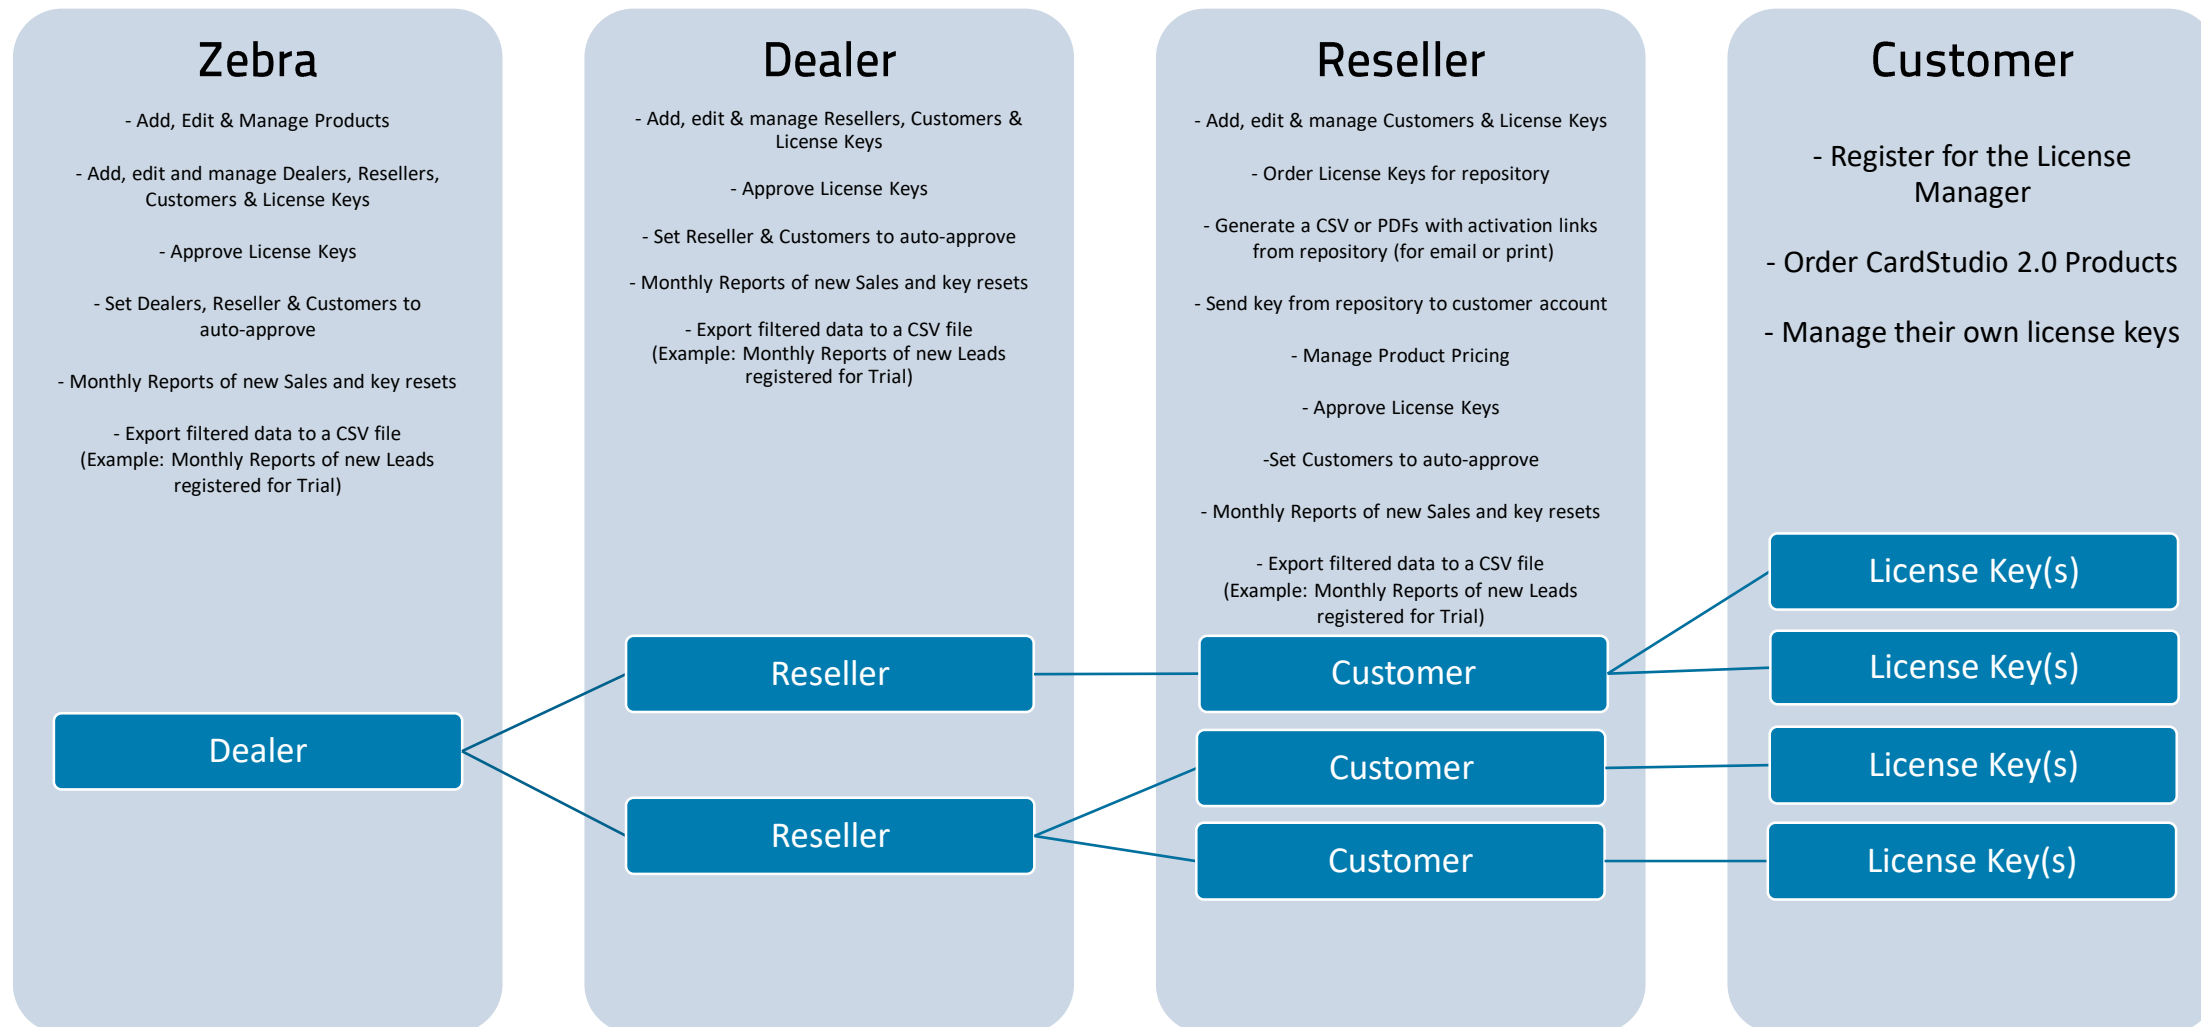 Zebra
- Add, Edit & Manage Products
- Add, edit and manage Dealers, Resellers,
Customers & License Keys
- Approve License Keys
- Set Dealers, Reseller & Customers to
auto-approve
- Monthly Reports of new Sales and key resets
- Export filtered data to a CSV file
(Example: Monthly Reports of new Leads
registered for Trial)
Dealer
Dealer
- Add, edit & manage Resellers, Customers &
License Keys
- Approve License Keys
- Set Reseller & Customers to auto-approve
- Monthly Reports of new Sales and key resets
- Export filtered data to a CSV file
(Example: Monthly Reports of new Leads
registered for Trial)
Reseller
Reseller
Reseller
- Add, edit & manage Customers & License Keys
- Order License Keys for repository
- Generate a CSV or PDFs with activation links
from repository (for email or print)
- Send key from repository to customer account
- Manage Product Pricing
- Approve License Keys
-Set Customers to auto-approve
- Monthly Reports of new Sales and key resets
- Export filtered data to a CSV file
(Example: Monthly Reports of new Leads
registered for Trial)
Customer
Customer
Customer
Customer
- Register for the License
Manager
- Order CardStudio 2.0 Products
- Manage their own license keys
License Key(s)
License Key(s)
License Key(s)
License Key(s)